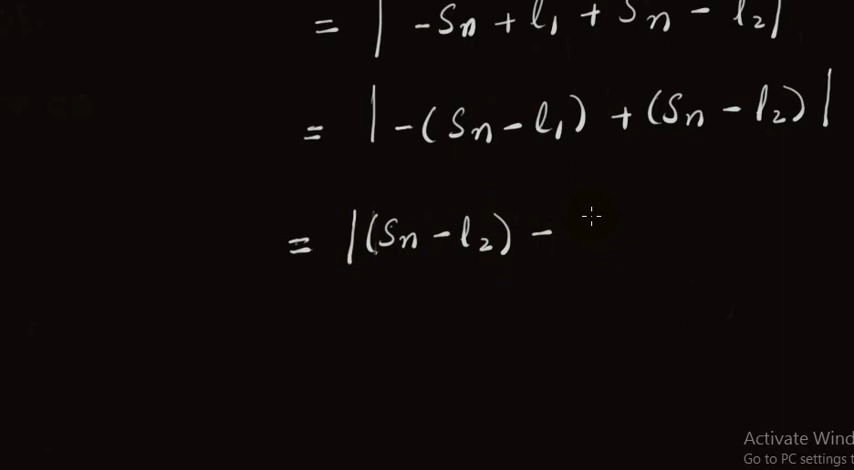 = | -Sn + l₁ + Sn - l₂|
= | -(Sn - l₁) + (Sn - l₂) |
= |(Sn - l₂) -
Activate Wind
Go to PC settings t